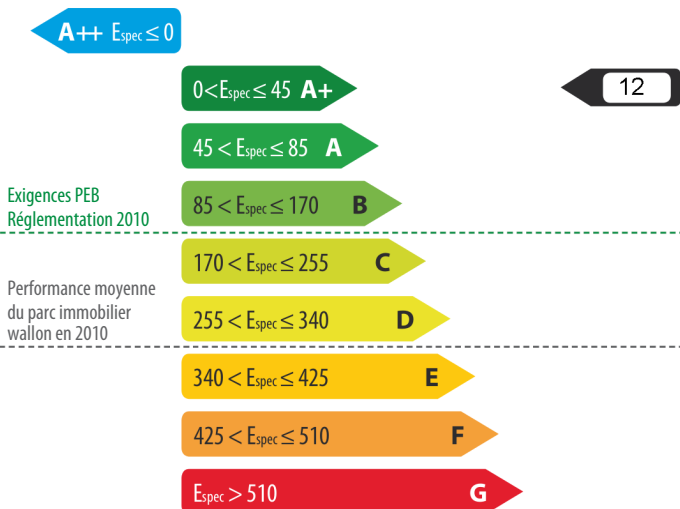 A++ Espec ≤ 0
0<Espec ≤ 45 A+
12
45 < Espec ≤ 85 A
Exigences PEB
Réglementation 2010
85 < Espec ≤ 170 B
170 < Espec ≤ 255 C
Performance moyenne
du parc immobilier
wallon en 2010
255 < Espec ≤ 340 D
340 < Espec ≤ 425 E
425 < Espec ≤ 510 F
Espec > 510 G